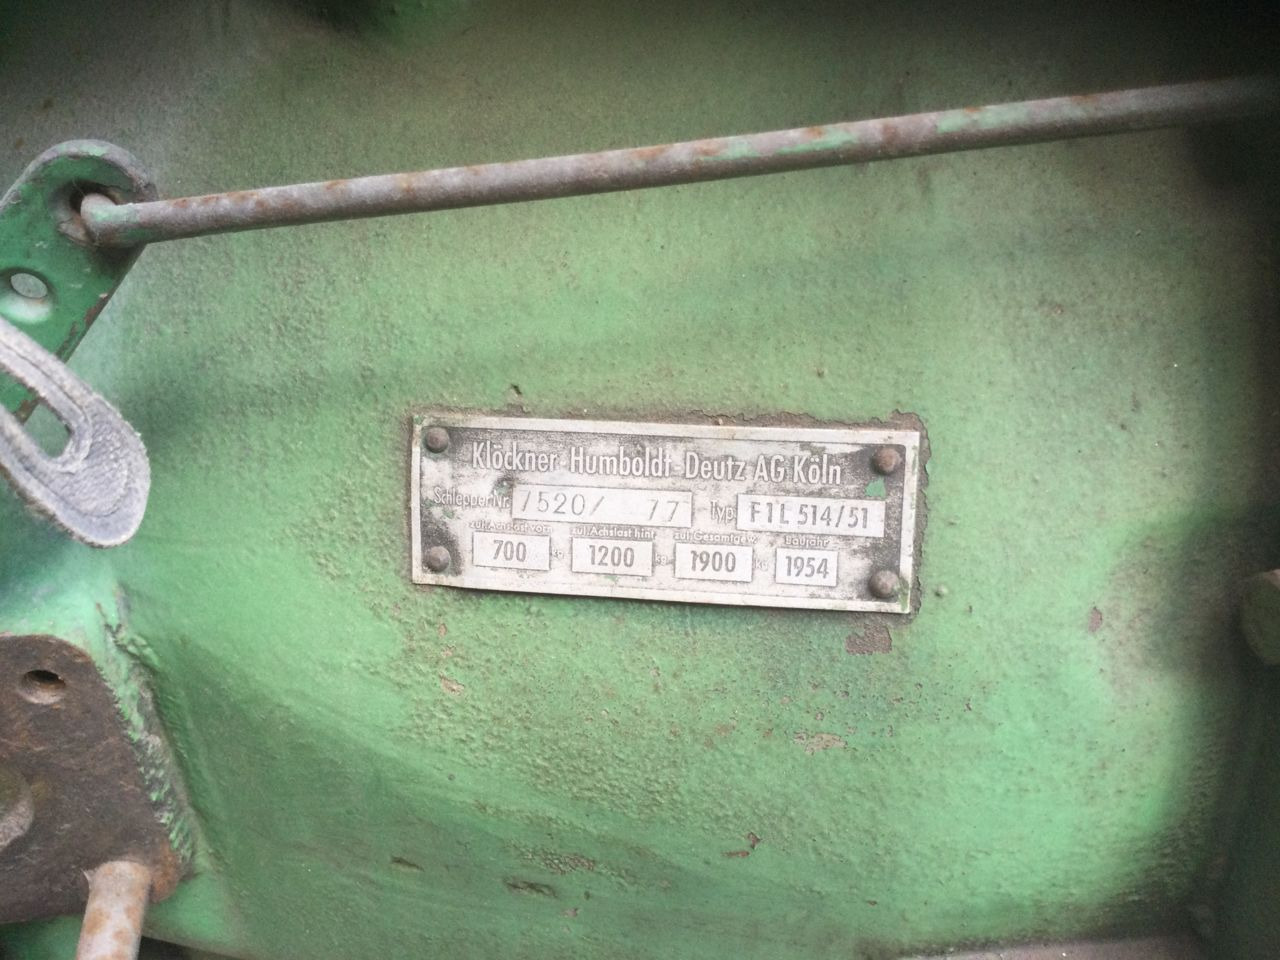 Klöckner Humboldt-Deutz AG Köln
Schlepper Nr. 7520/ 77 Typ F1L 514/51
zul. Achslast vorn zul. Achslast hint. zul. Gesamtgew. Baujahr
700 kg 1200 kg 1900 kg 1954